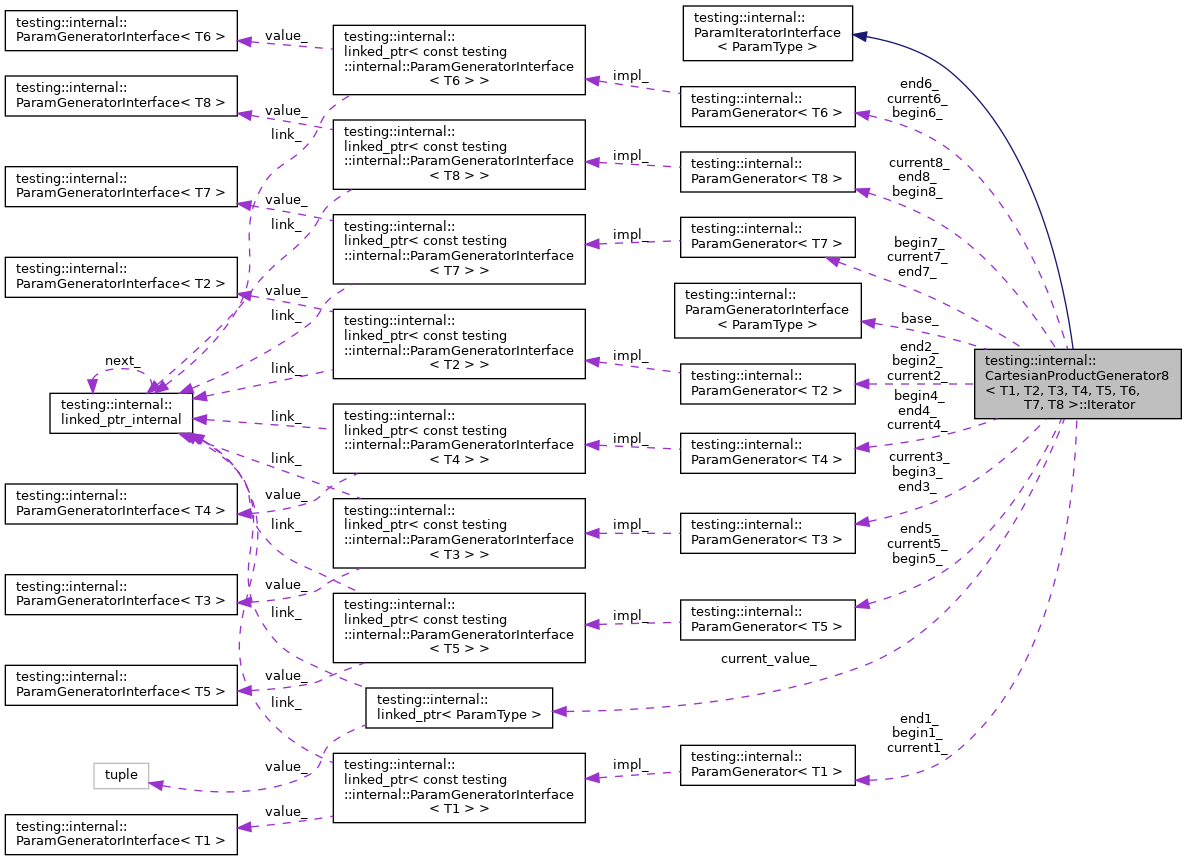 testing::internal::
ParamGeneratorInterface< T6 >
testing::internal::
ParamGeneratorInterface< T8 >
testing::internal::
ParamGeneratorInterface< T7 >
testing::internal::
ParamGeneratorInterface< T2 >
next_
testing::internal::
linked_ptr_internal
testing::internal::
ParamGeneratorInterface< T4 >
testing::internal::
ParamGeneratorInterface< T3 >
testing::internal::
ParamGeneratorInterface< T5 >
tuple
testing::internal::
ParamGeneratorInterface< T1 >
value_
value_
link_
value_
link_
value_
link_
link_
link_
link_
value_
link_
value_
link_
value_
link_
value_
value_
testing::internal::
linked_ptr< const testing
::internal::ParamGeneratorInterface
< T6 > >
testing::internal::
linked_ptr< const testing
::internal::ParamGeneratorInterface
< T8 > >
testing::internal::
linked_ptr< const testing
::internal::ParamGeneratorInterface
< T7 > >
testing::internal::
linked_ptr< const testing
::internal::ParamGeneratorInterface
< T2 > >
testing::internal::
linked_ptr< const testing
::internal::ParamGeneratorInterface
< T4 > >
testing::internal::
linked_ptr< const testing
::internal::ParamGeneratorInterface
< T3 > >
testing::internal::
linked_ptr< const testing
::internal::ParamGeneratorInterface
< T5 > >
testing::internal::
linked_ptr< ParamType >
testing::internal::
linked_ptr< const testing
::internal::ParamGeneratorInterface
< T1 > >
impl_
impl_
impl_
impl_
impl_
impl_
impl_
impl_
testing::internal::
ParamIteratorInterface
< ParamType >
testing::internal::
ParamGenerator< T6 >
testing::internal::
ParamGenerator< T8 >
testing::internal::
ParamGenerator< T7 >
testing::internal::
ParamGeneratorInterface
< ParamType >
testing::internal::
ParamGenerator< T2 >
testing::internal::
ParamGenerator< T4 >
testing::internal::
ParamGenerator< T3 >
testing::internal::
ParamGenerator< T5 >
current_value_
testing::internal::
ParamGenerator< T1 >
end6_
current6_
begin6_
current8_
end8_
begin8_
begin7_
current7_
end7_
base_
end2_
begin2_
current2_
begin4_
end4_
current4_
current3_
begin3_
end3_
end5_
current5_
begin5_
end1_
begin1_
current1_
testing::internal::
CartesianProductGenerator8
< T1, T2, T3, T4, T5, T6,
T7, T8 >::Iterator